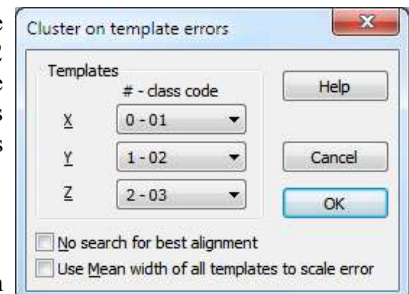 Cluster on template errors
Templates
# - class code
X 0 - 01
Y 1 - 02
Z 2 - 03
Help
Cancel
OK
No search for best alignment
Use Mean width of all templates to scale error